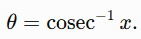 θ = cosec⁻¹ x.